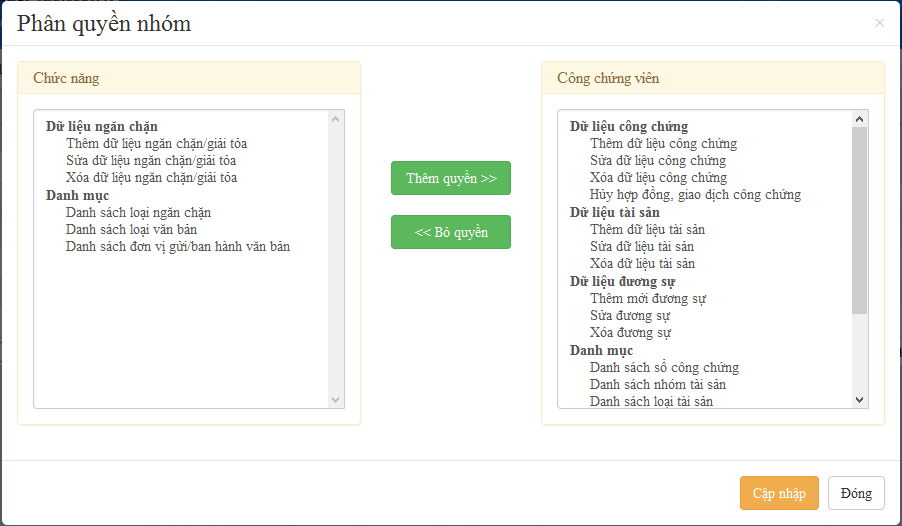 Phân quyền nhóm
×
Chức năng
Dữ liệu ngăn chặn
Thêm dữ liệu ngăn chặn/giải tỏa
Sửa dữ liệu ngăn chặn/giải tỏa
Xóa dữ liệu ngăn chặn/giải tỏa
Danh mục
Danh sách loại ngăn chặn
Danh sách loại văn bản
Danh sách đơn vị gửi/ban hành văn bản
Thêm quyền >>
<< Bỏ quyền
Công chứng viên
Dữ liệu công chứng
Thêm dữ liệu công chứng
Sửa dữ liệu công chứng
Xóa dữ liệu công chứng
Hủy hợp đồng, giao dịch công chứng
Dữ liệu tài sản
Thêm dữ liệu tài sản
Sửa dữ liệu tài sản
Xóa dữ liệu tài sản
Dữ liệu đương sự
Thêm mới đương sự
Sửa đương sự
Xóa đương sự
Danh mục
Danh sách sổ công chứng
Danh sách nhóm tài sản
Danh sách loại tài sản
Cập nhập
Đóng